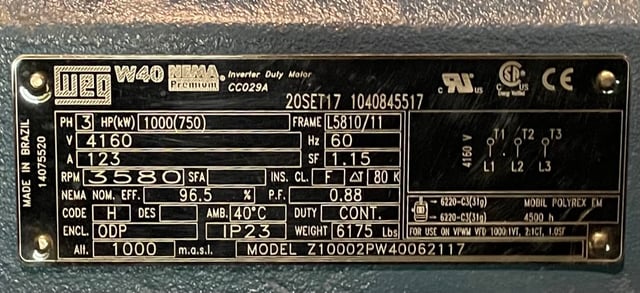 WEG W40 NEMA Premium Inverter Duty Motor CC029A
20SET17 1040845517
MADE IN BRAZIL
14075520
PH 3 HP(kW) 1000(750) FRAME L5810/11
V 4160 Hz 60
A 123 SF 1.15
RPM 3580 SFA INS. CL. F ΔT 80 K
NEMA NOM. EFF. 96.5 % P.F. 0.88
CODE H DES AMB. 40°C DUTY CONT.
ENCL. ODP IP23 WEIGHT 6175 Lbs
Alt. 1000 m.a.s.l. MODEL Z10002PW40062117
c UL US
CSA
CE
4160 V
T1 T2 T3
L1 L2 L3
6220-C3(31g) MOBIL POLYREX EM
6220-C3(31g) 4500 h
FOR USE ON VPWM VFD 1000:1VT, 2:1CT, 1.0SF